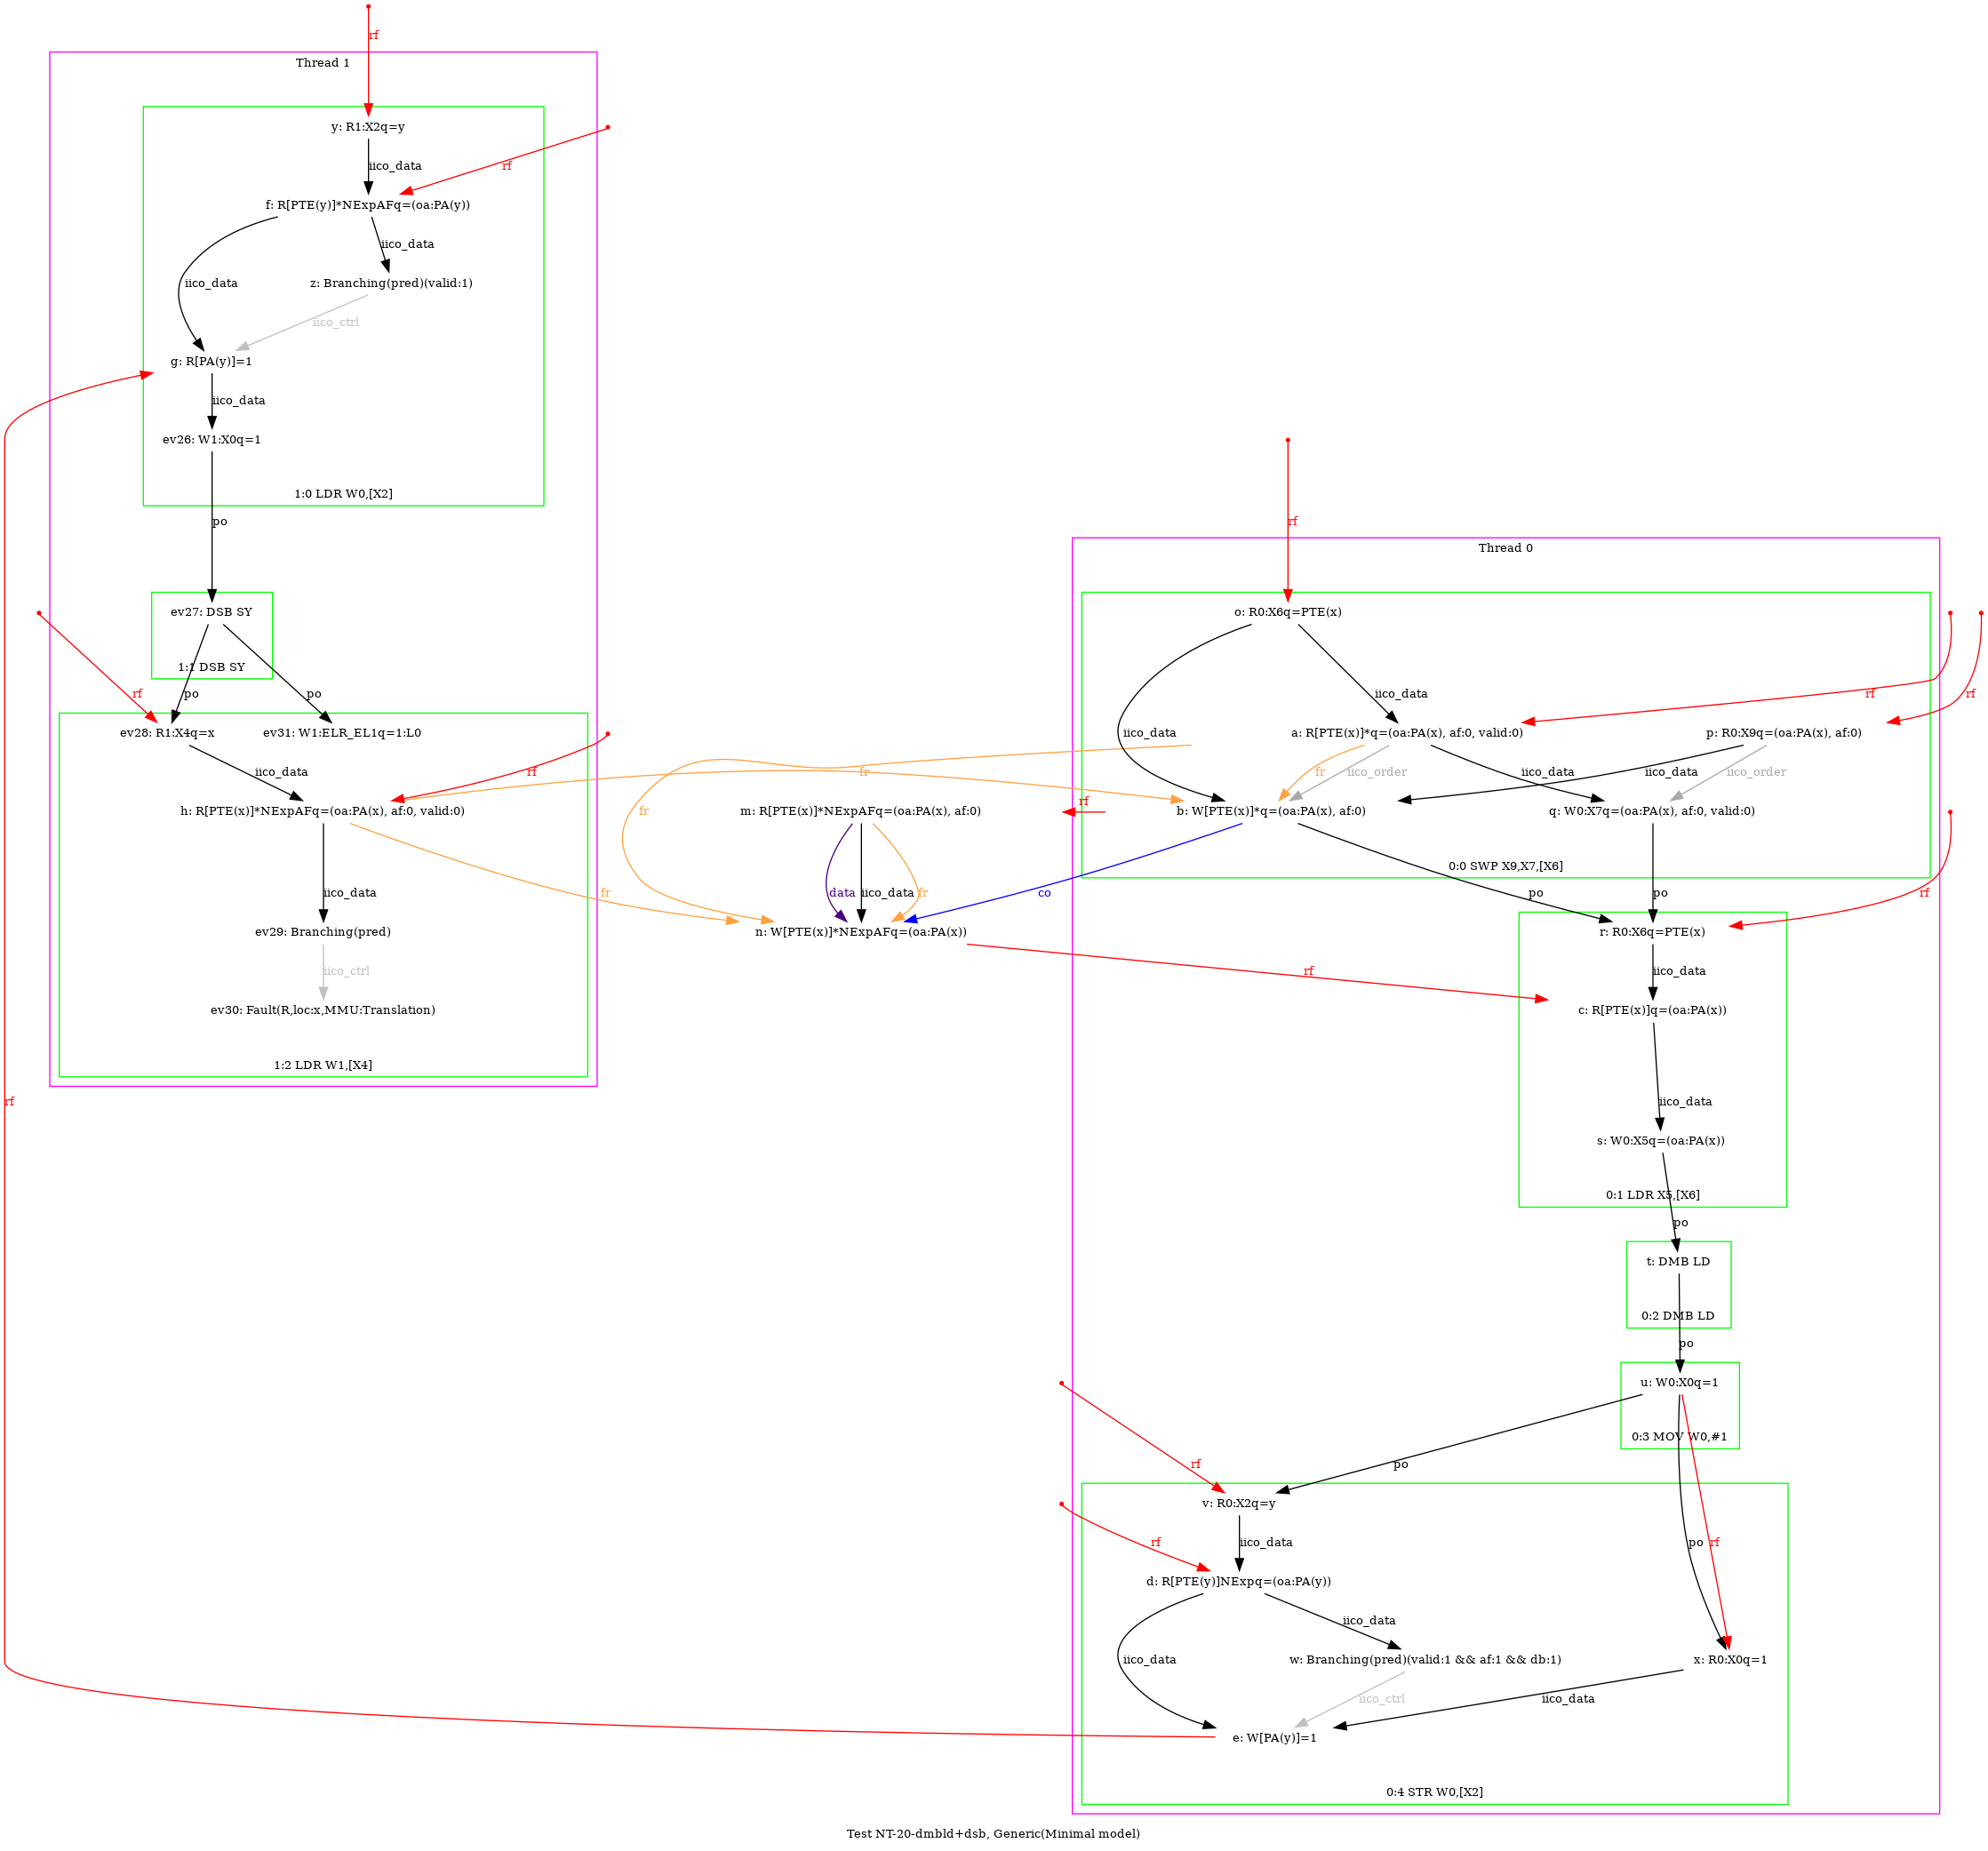 rf
Thread 1
y: R1:X2q=y
iico_data
rf
f: R[PTE(y)]*NExpAFq=(oa:PA(y))
iico_data
iico_data
z: Branching(pred)(valid:1)
iico_ctrl
g: R[PA(y)]=1
iico_data
ev26: W1:X0q=1
1:0 LDR W0,[X2]
po
rf
Thread 0
ev27: DSB SY
1:1 DSB SY
o: R0:X6q=PTE(x)
rf
po
po
iico_data
rf
rf
ev28: R1:X4q=x
ev31: W1:ELR_EL1q=1:L0
iico_data
a: R[PTE(x)]*q=(oa:PA(x), af:0, valid:0)
p: R0:X9q=(oa:PA(x), af:0)
iico_data
rf
fr
fr
iico_order
iico_data
iico_data
iico_order
h: R[PTE(x)]*NExpAFq=(oa:PA(x), af:0, valid:0)
fr
m: R[PTE(x)]*NExpAFq=(oa:PA(x), af:0)
rf
b: W[PTE(x)]*q=(oa:PA(x), af:0)
q: W0:X7q=(oa:PA(x), af:0, valid:0)
0:0 SWP X9,X7,[X6]
iico_data
fr
data
iico_data
fr
co
po
po
rf
ev29: Branching(pred)
n: W[PTE(x)]*NExpAFq=(oa:PA(x))
r: R0:X6q=PTE(x)
iico_ctrl
rf
iico_data
ev30: Fault(R,loc:x,MMU:Translation)
c: R[PTE(x)]q=(oa:PA(x))
1:2 LDR W1,[X4]
rf
iico_data
s: W0:X5q=(oa:PA(x))
0:1 LDR X5,[X6]
po
t: DMB LD
0:2 DMB LD
po
u: W0:X0q=1
0:3 MOV W0,#1
rf
po
v: R0:X2q=y
rf
iico_data
po
rf
d: R[PTE(y)]NExpq=(oa:PA(y))
iico_data
iico_data
w: Branching(pred)(valid:1 && af:1 && db:1)
x: R0:X0q=1
iico_ctrl
iico_data
e: W[PA(y)]=1
0:4 STR W0,[X2]
Test NT-20-dmbld+dsb, Generic(Minimal model)